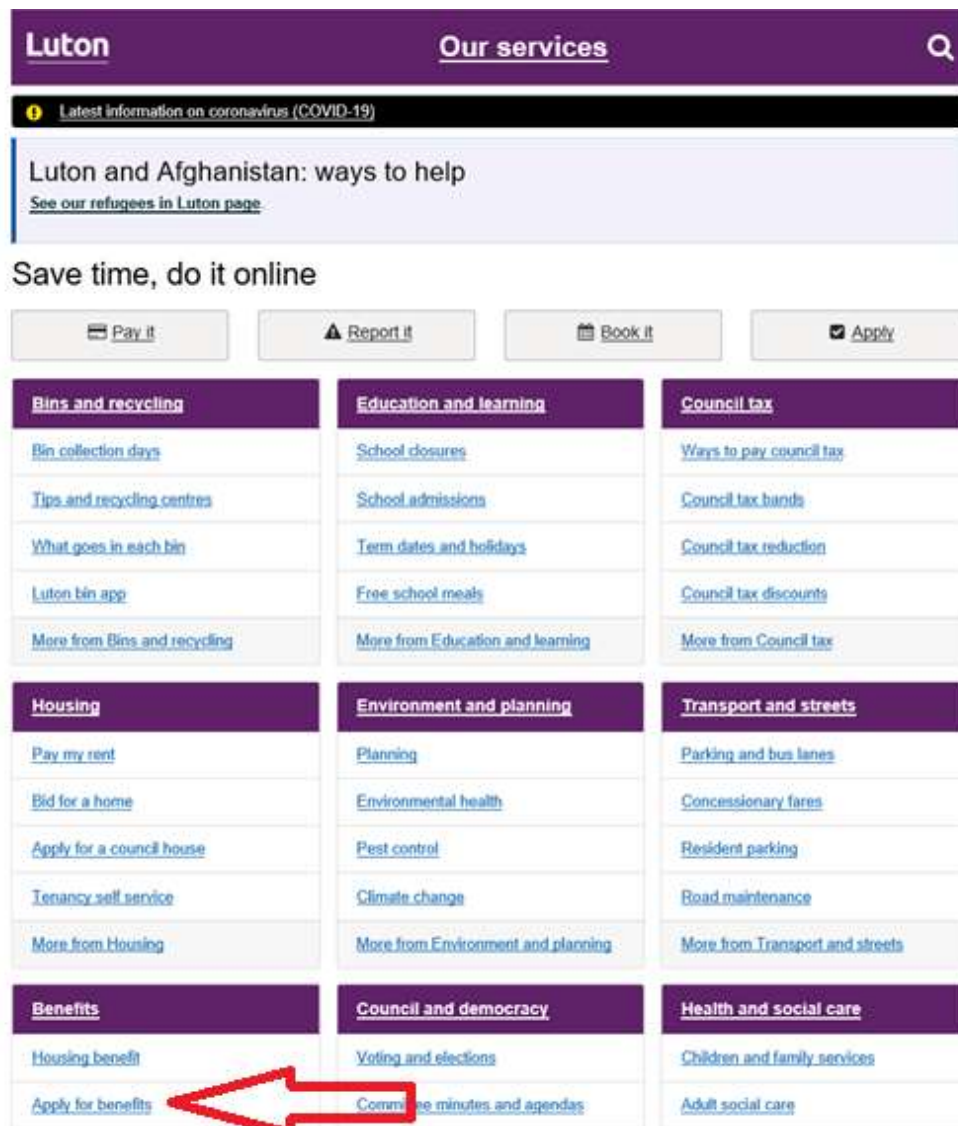 Luton
Our services
Latest information on coronavirus (COVID-19)
Luton and Afghanistan: ways to help
See our refugees in Luton page
Save time, do it online
Pay it
Report it
Book it
Apply
Bins and recycling
Bin collection days
Tips and recycling centres
What goes in each bin
Luton bin app
More from Bins and recycling
Education and learning
School closures
School admissions
Term dates and holidays
Free school meals
More from Education and learning
Council tax
Ways to pay council tax
Council tax bands
Council tax reduction
Council tax discounts
More from Council tax
Housing
Pay my rent
Bid for a home
Apply for a council house
Tenancy self service
More from Housing
Environment and planning
Planning
Environmental health
Pest control
Climate change
More from Environment and planning
Transport and streets
Parking and bus lanes
Concessionary fares
Resident parking
Road maintenance
More from Transport and streets
Benefits
Housing benefit
Apply for benefits
Council and democracy
Voting and elections
Committee minutes and agendas
Health and social care
Children and family services
Adult social care